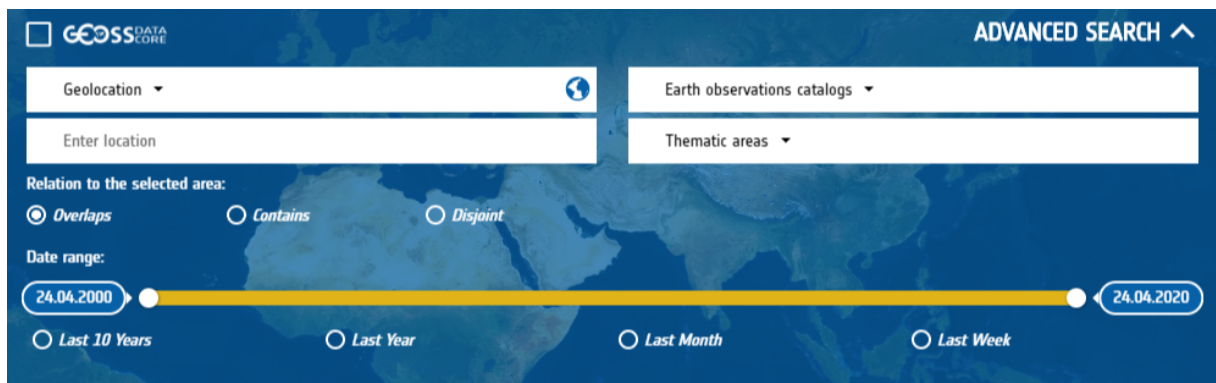 GEOSS DATA CORE
ADVANCED SEARCH
Geolocation
Earth observations catalogs
Enter location
Thematic areas
Relation to the selected area:
Overlaps
Contains
Disjoint
Date range:
24.04.2000
24.04.2020
Last 10 Years
Last Year
Last Month
Last Week